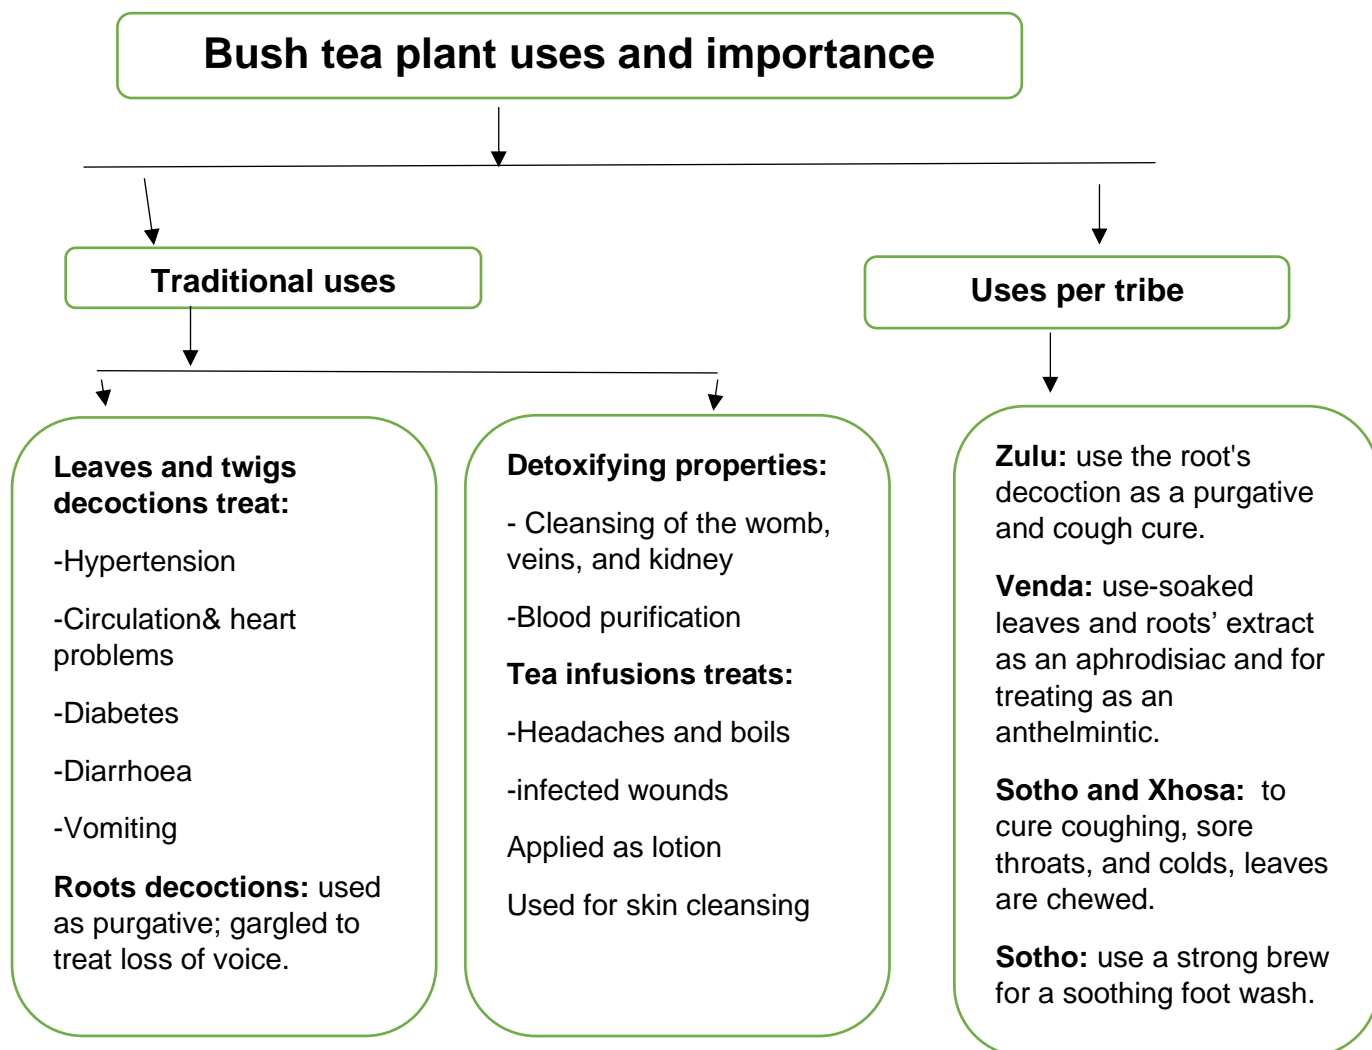 Bush tea plant uses and importance
Traditional uses
Uses per tribe
Leaves and twigs
decoctions treat:
-Hypertension
-Circulation& heart
problems
-Diabetes
-Diarrhoea
-Vomiting
Roots decoctions: used
as purgative; gargled to
treat loss of voice.
Detoxifying properties:
- Cleansing of the womb,
veins, and kidney
-Blood purification
Tea infusions treats:
-Headaches and boils
-infected wounds
Applied as lotion
Used for skin cleansing
Zulu: use the root's
decoction as a purgative
and cough cure.
Venda: use-soaked
leaves and roots’ extract
as an aphrodisiac and for
treating as an
anthelmintic.
Sotho and Xhosa:  to
cure coughing, sore
throats, and colds, leaves
are chewed.
Sotho: use a strong brew
for a soothing foot wash.